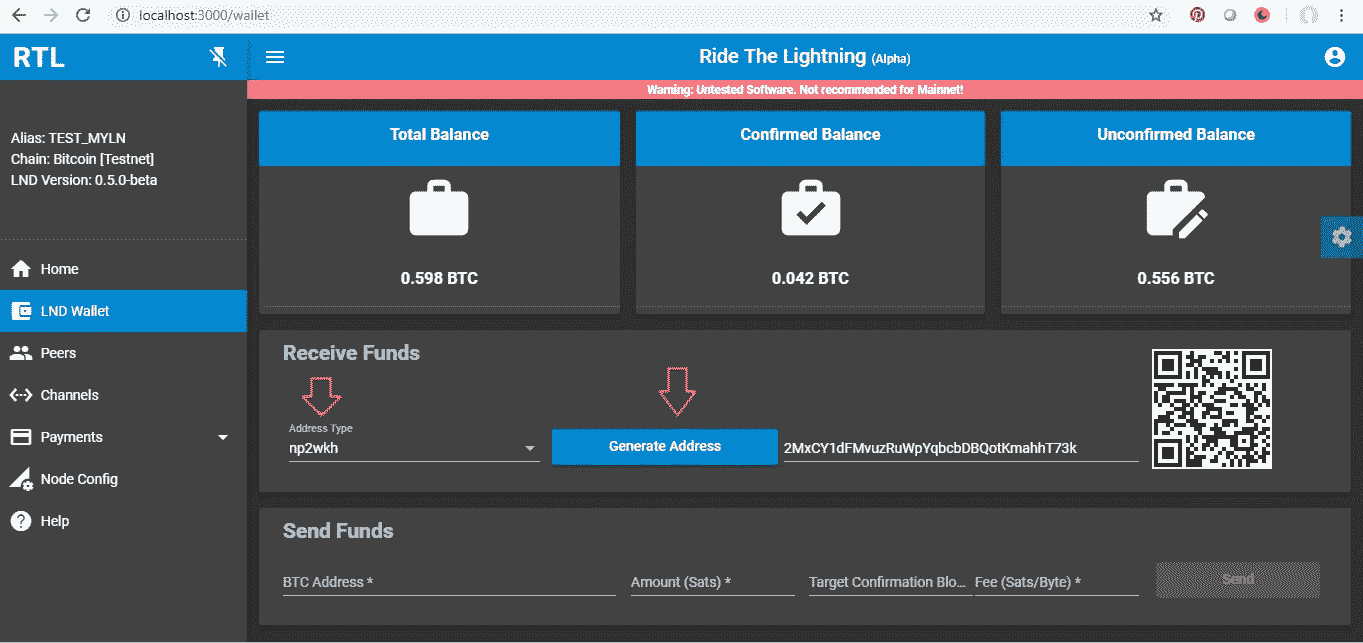 localhost:3000/wallet
RTL
Ride The Lightning (Alpha)
Warning: Untested Software. Not recommended for Mainnet!
Alias: TEST_MYLN
Chain: Bitcoin [Testnet]
LND Version: 0.5.0-beta
Home
LND Wallet
Peers
Channels
Payments
Node Config
Help
Total Balance
0.598 BTC
Confirmed Balance
0.042 BTC
Unconfirmed Balance
0.556 BTC
Receive Funds
Address Type
np2wkh
Generate Address
2MxCY1dFMvuzRuWpYqbcbDBQotKmahhT73k
Send Funds
BTC Address *
Amount (Sats) *
Target Confirmation Blo...
Fee (Sats/Byte) *
Send